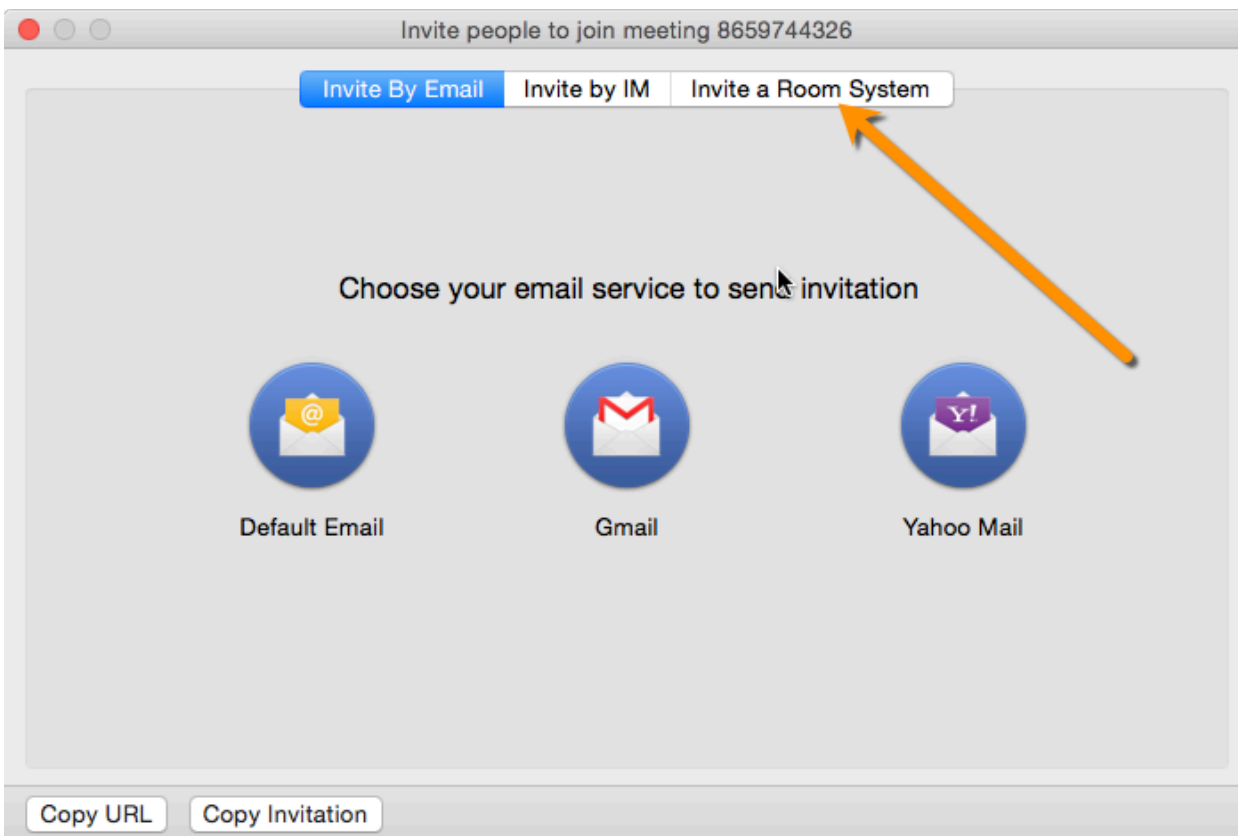 Invite people to join meeting 8659744326
Invite By Email Invite by IM Invite a Room System
Choose your email service to send invitation
@ Y!
Default Email Gmail Yahoo Mail
Copy URL Copy Invitation